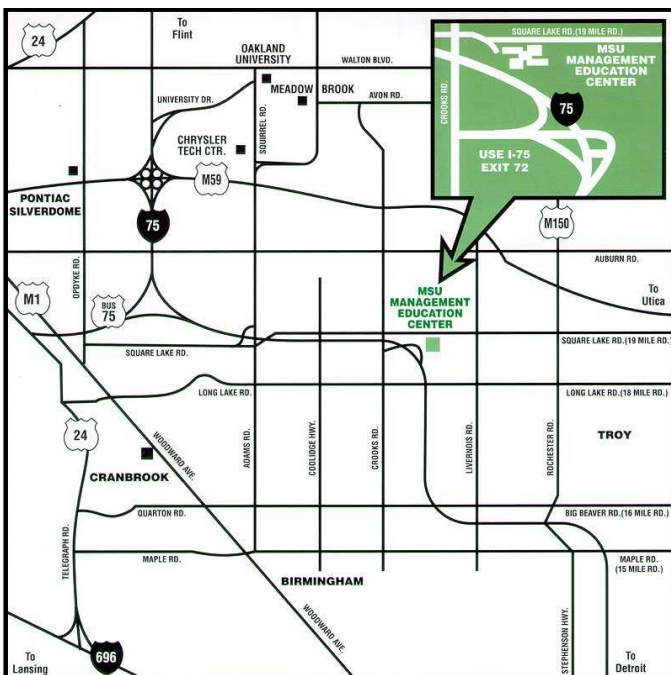 To
Flint
24
OAKLAND
UNIVERSITY
WALTON BLVD.
MEADOW BROOK
AVON RD.
UNIVERSITY DR.
SQUIRREL RD.
CHRYSLER
TECH CTR.
M59
PONTIAC
SILVERDOME
75
SQUARE LAKE RD.(19 MILE RD.)
MSU
MANAGEMENT
EDUCATION
CENTER
CROOKS RD.
75
USE I-75
EXIT 72
M150
AUBURN RD.
To
Utica
OPDYKE RD.
M1
BUS
75
MSU
MANAGEMENT
EDUCATION
CENTER
SQUARE LAKE RD.
SQUARE LAKE RD.(19 MILE RD.)
LONG LAKE RD.
LONG LAKE RD.(18 MILE RD.)
24
WOODWARD AVE.
ADAMS RD.
COOLIDGE HWY.
CROOKS RD.
LIVERNOIS RD.
ROCHESTER RD.
TROY
CRANBROOK
QUARTON RD.
BIG BEAVER RD.(16 MILE RD.)
TELEGRAPH RD.
MAPLE RD.
MAPLE RD.
(15 MILE RD.)
BIRMINGHAM
WOODWARD AVE.
STEPHENSON HWY.
To
Lansing
696
To
Detroit